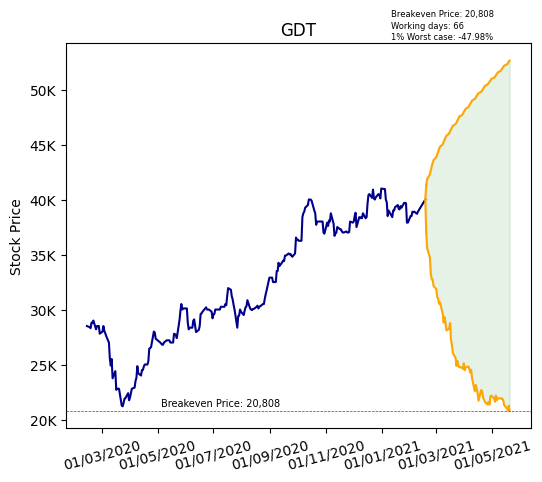 Breakeven Price: 20,808
Working days: 66
1% Worst case: -47.98%
GDT
Stock Price
50K
45K
40K
35K
30K
25K
20K
Breakeven Price: 20,808
01/03/2020
01/05/2020
01/07/2020
01/09/2020
01/11/2020
01/01/2021
01/03/2021
01/05/2021